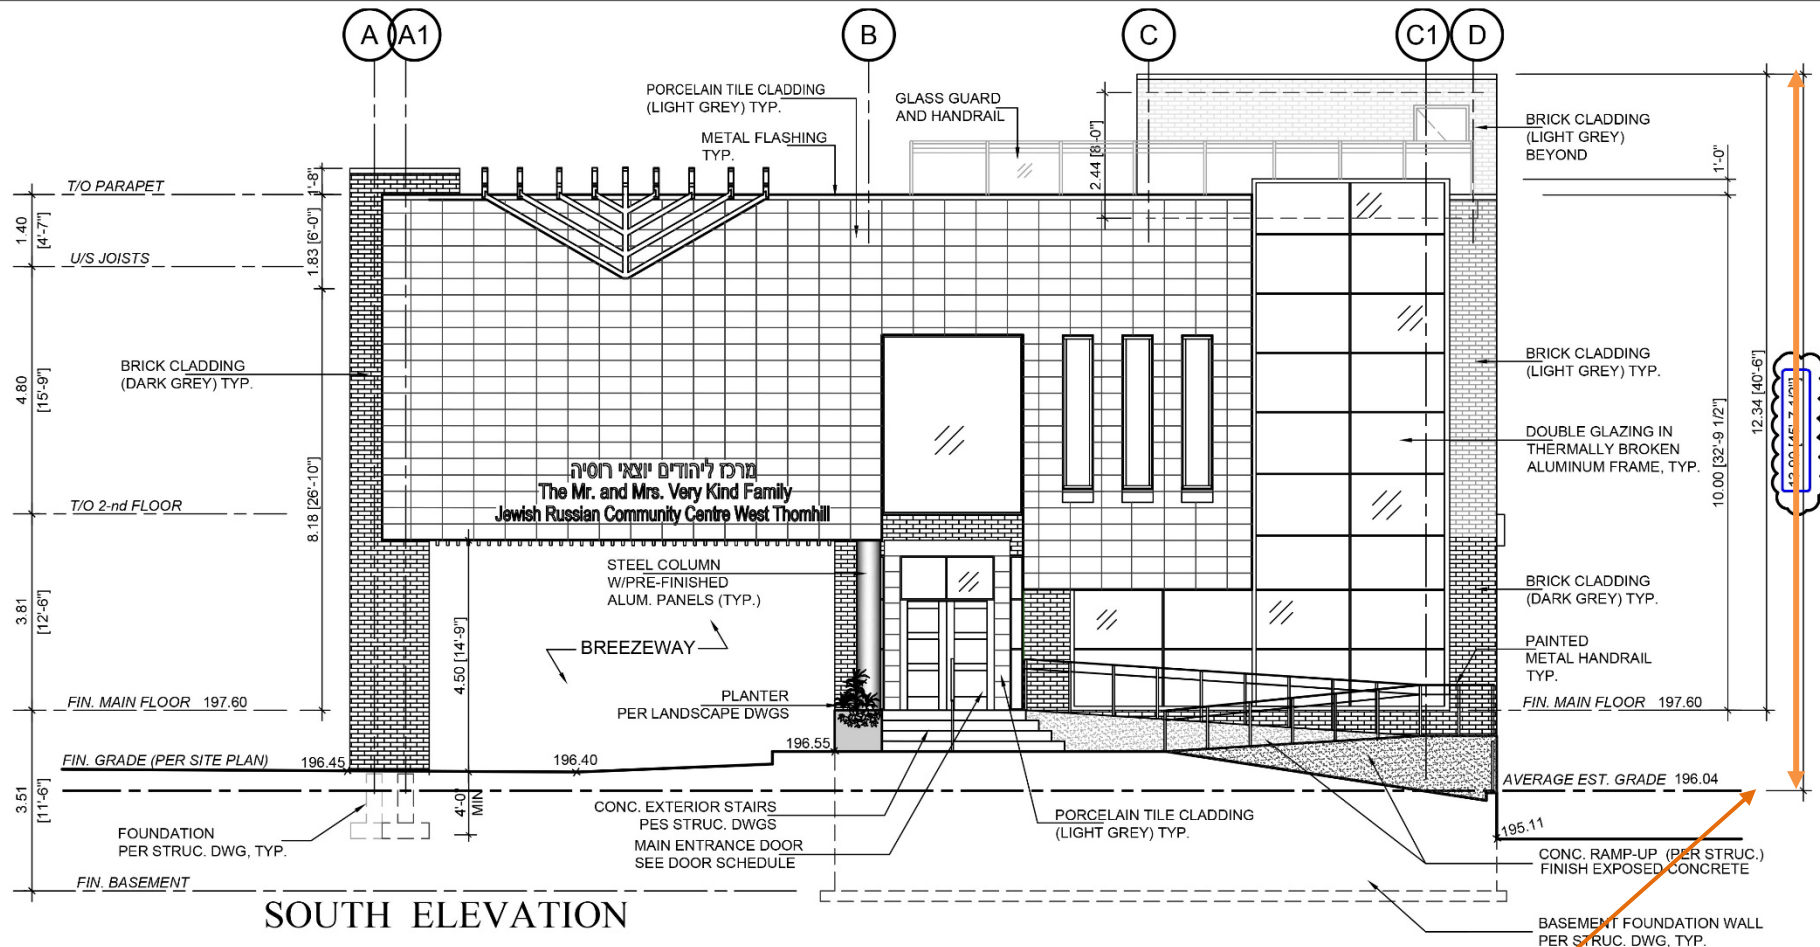 A
A1
B
C
C1
D
PORCELAIN TILE CLADDING
(LIGHT GREY) TYP.
METAL FLASHING
TYP.
GLASS GUARD
AND HANDRAIL
2.44 [8'-0"]
BRICK CLADDING
(LIGHT GREY)
BEYOND
1'-0"
T/O PARAPET
1'-8"
1.40
[4'-7"]
1.83 [6'-0"]
U/S JOISTS
BRICK CLADDING
(DARK GREY) TYP.
4.80
[15'-9"]
8.18 [26'-10"]
BRICK CLADDING
(LIGHT GREY) TYP.
12.34 [40'-6"]
10.00 [32'-9 1/2"]
DOUBLE GLAZING IN
THERMALLY BROKEN
ALUMINUM FRAME, TYP.
מרכז ליהודים יוצאי רוסיה
The Mr. and Mrs. Very Kind Family
Jewish Russian Community Centre West Thornhill
T/O 2-nd FLOOR
STEEL COLUMN
W/PRE-FINISHED
ALUM. PANELS (TYP.)
BRICK CLADDING
(DARK GREY) TYP.
3.81
[12'-6"]
4.50 [14'-9"]
BREEZEWAY
PAINTED
METAL HANDRAIL
TYP.
PLANTER
PER LANDSCAPE DWGS
FIN. MAIN FLOOR 197.60
FIN. MAIN FLOOR 197.60
FIN. GRADE (PER SITE PLAN)
196.45
196.40
196.55
AVERAGE EST. GRADE 196.04
3.51
[11'-6"]
4'-0"
MIN
CONC. EXTERIOR STAIRS
PES STRUC. DWGS
MAIN ENTRANCE DOOR
SEE DOOR SCHEDULE
PORCELAIN TILE CLADDING
(LIGHT GREY) TYP.
195.11
FOUNDATION
PER STRUC. DWG, TYP.
CONC. RAMP-UP (PER STRUC.)
FINISH EXPOSED CONCRETE
FIN. BASEMENT
SOUTH ELEVATION
BASEMENT FOUNDATION WALL
PER STRUC. DWG, TYP.